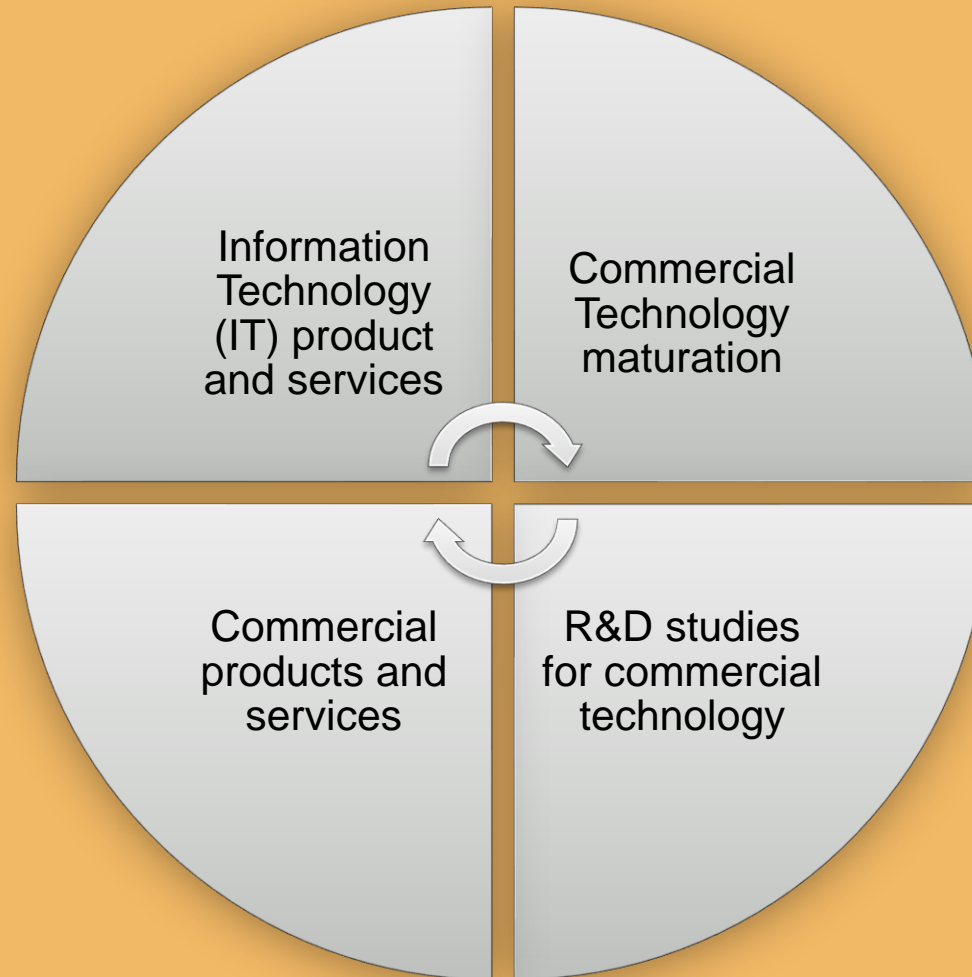 Information
Technology
(IT) product
and services
Commercial
Technology
maturation
Commercial
products and
services
R&D studies
for commercial
technology